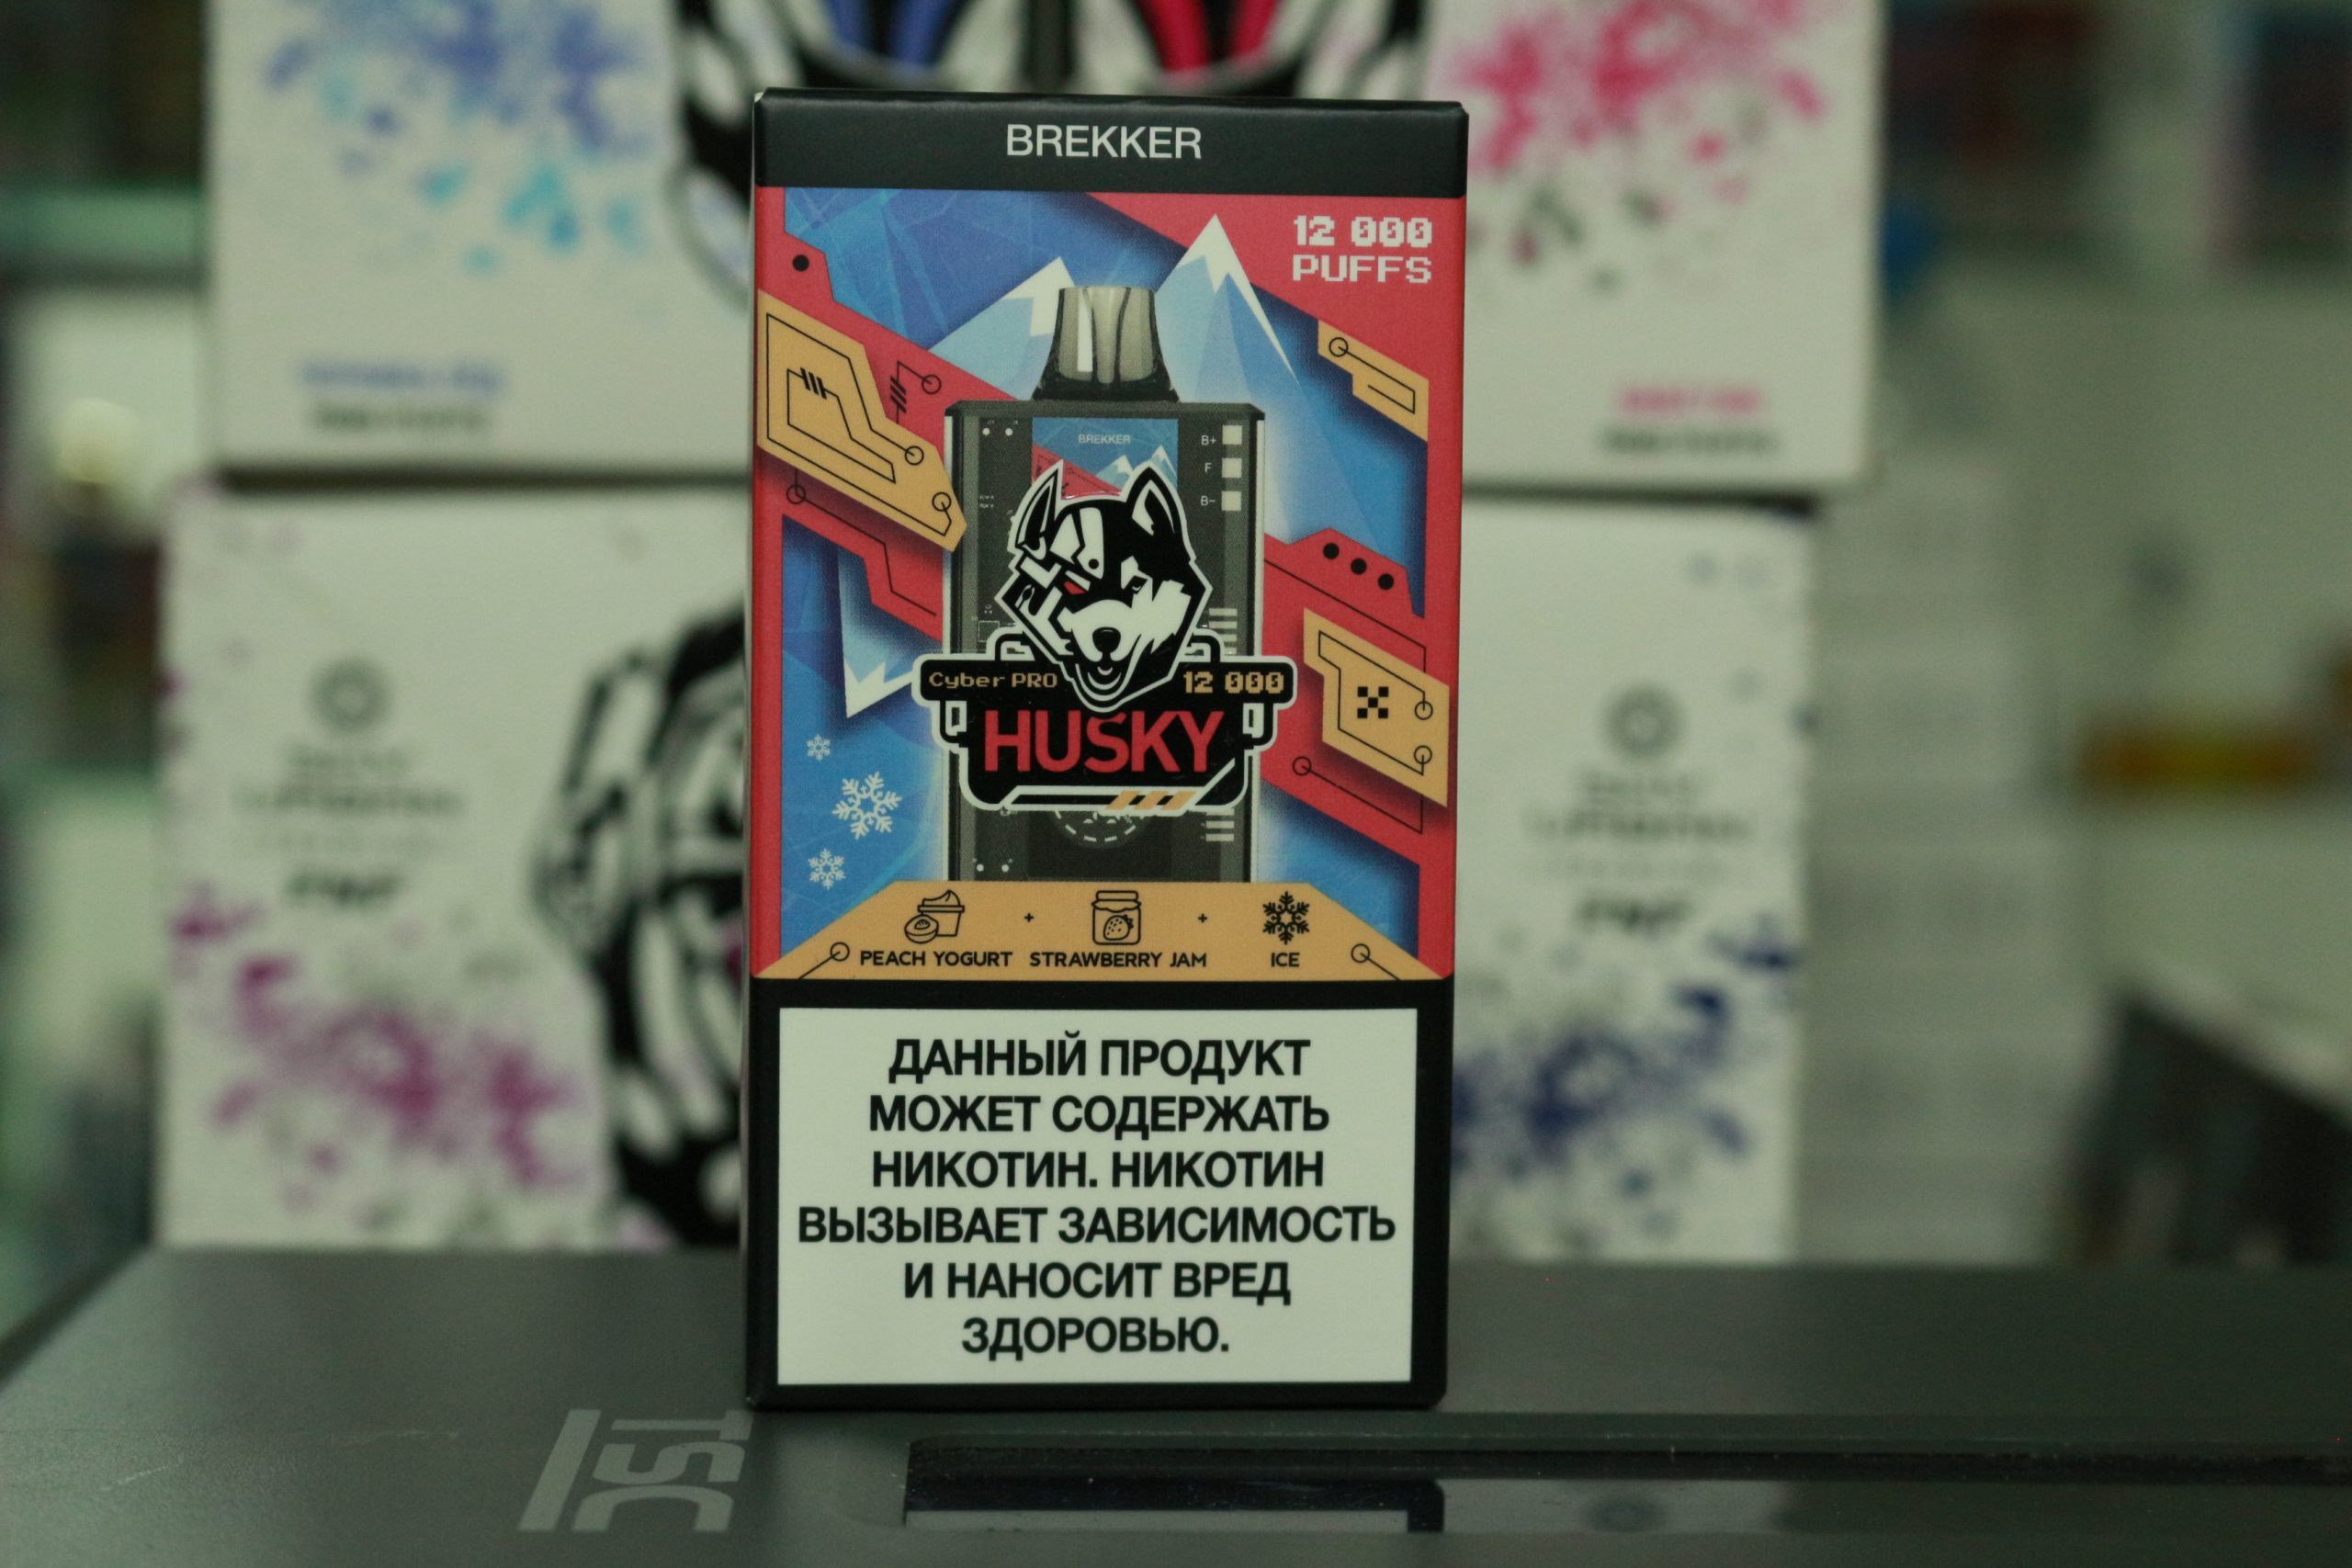 BREKKER
12 000
PUFFS
BREKKER
B+
F
B-
Cyber PRO 12 000
HUSKY
PEACH YOGURT + STRAWBERRY JAM + ICE
ДАННЫЙ ПРОДУКТ
МОЖЕТ СОДЕРЖАТЬ
НИКОТИН. НИКОТИН
ВЫЗЫВАЕТ ЗАВИСИМОСТЬ
И НАНОСИТ ВРЕД
ЗДОРОВЬЮ.